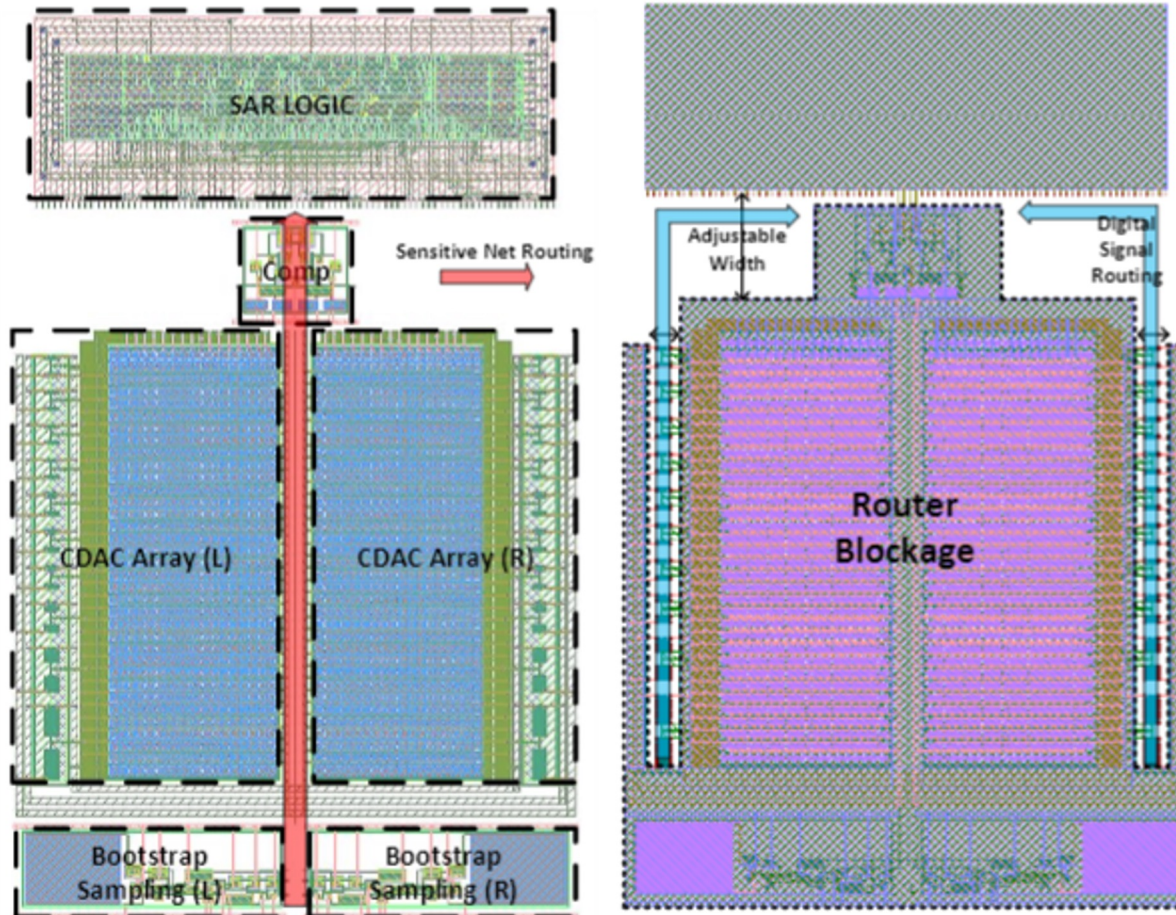 SAR LOGIC
Comp
Sensitive Net Routing
CDAC Array (L)
CDAC Array (R)
Bootstrap
Sampling (L)
Bootstrap
Sampling (R)
Adjustable
Width
Digital
Signal
Routing
Router
Blockage